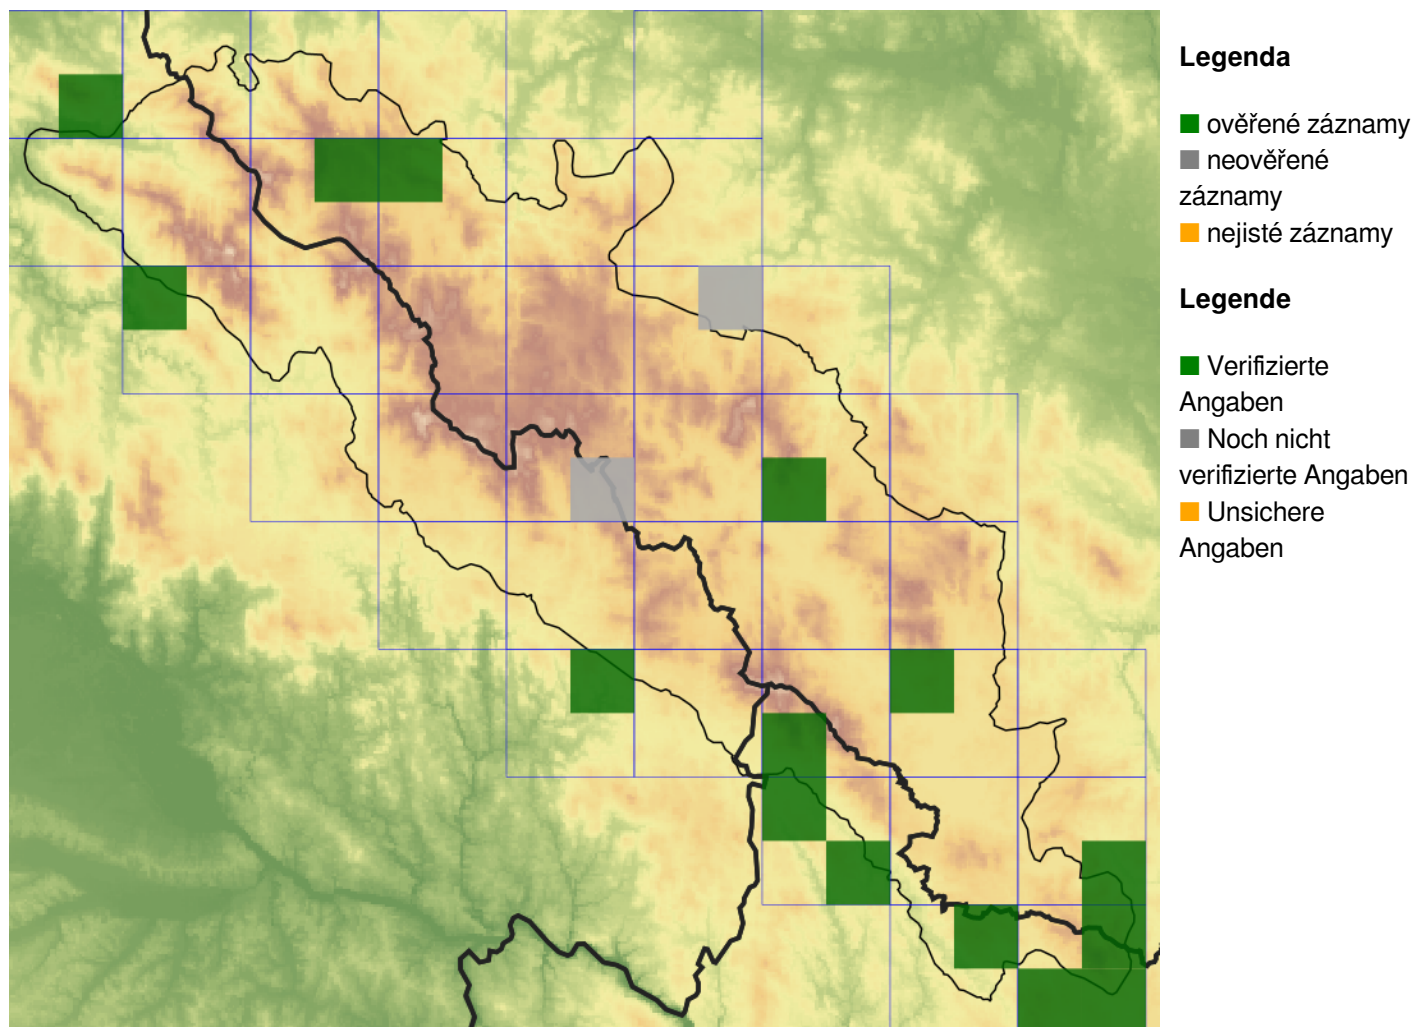 Legenda
ověřené záznamy
neověřené
záznamy
nejisté záznamy
Legende
Verifizierte
Angaben
Noch nicht
verifizierte Angaben
Unsichere
Angaben